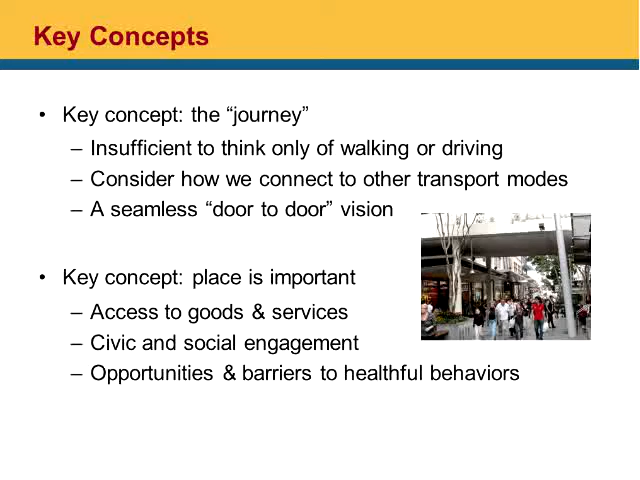 Key Concepts
• Key concept: the “journey”
– Insufficient to think only of walking or driving
– Consider how we connect to other transport modes
– A seamless “door to door” vision
• Key concept: place is important
– Access to goods & services
– Civic and social engagement
– Opportunities & barriers to healthful behaviors